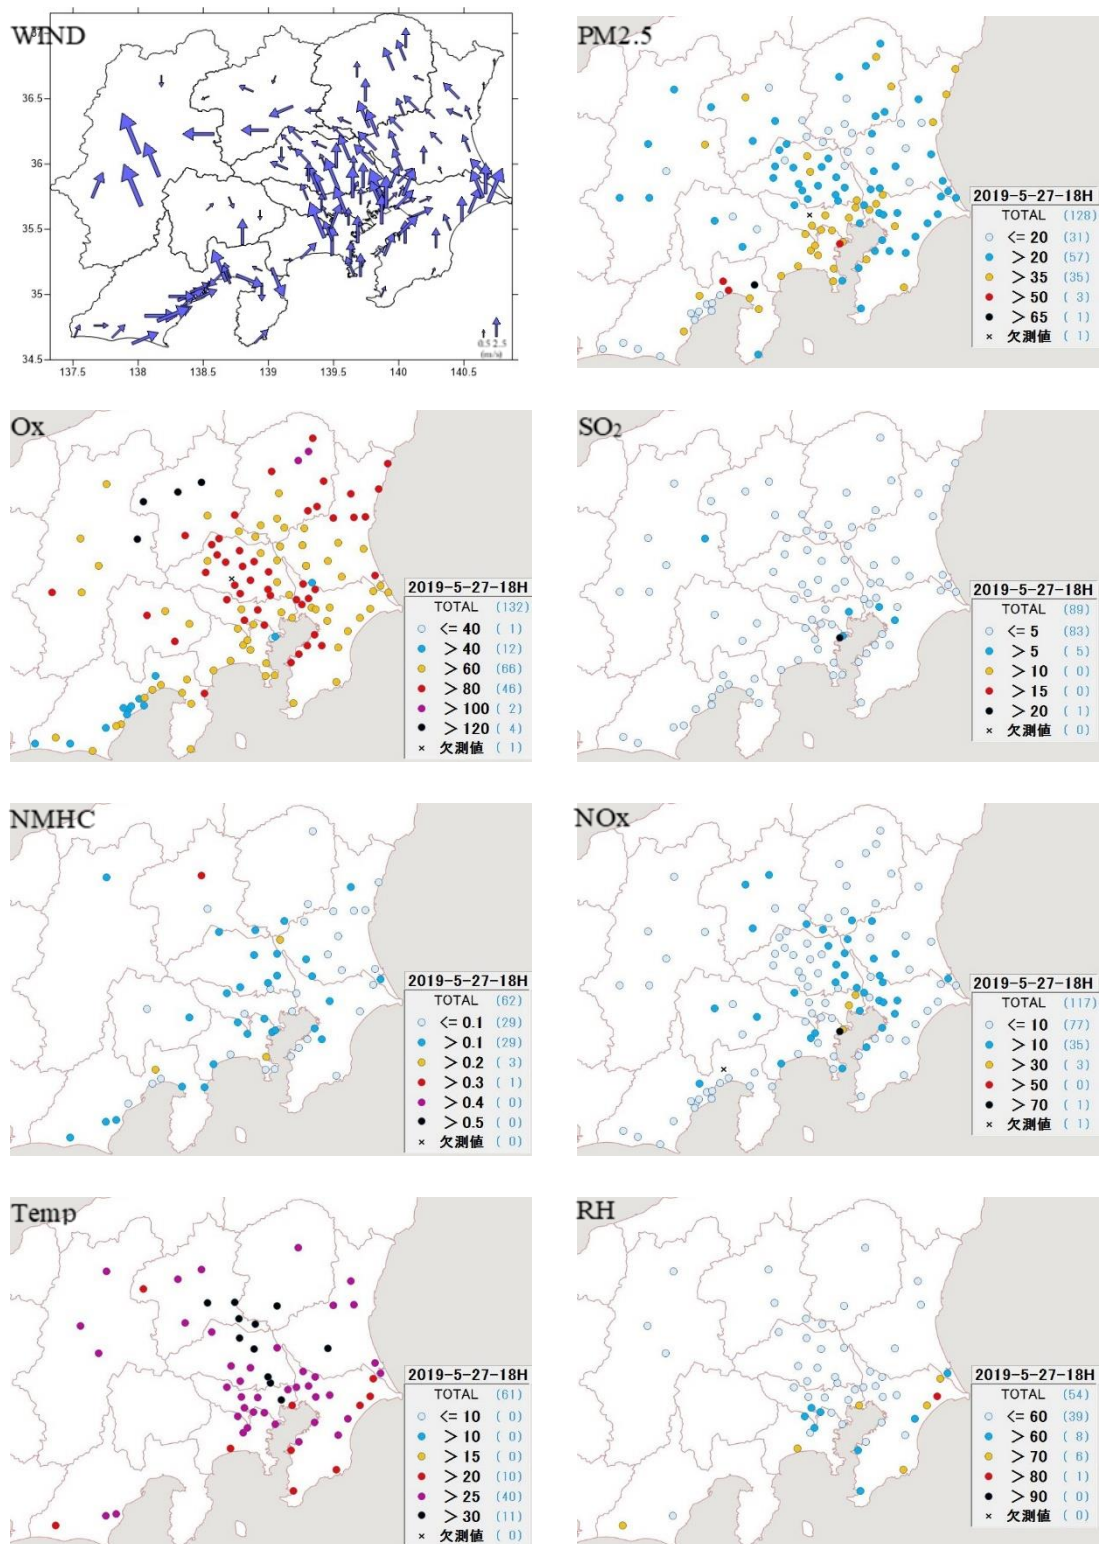 WIND
37
36.5
36
35.5
35
34.5
137.5 138 138.5 139 139.5 140 140.5
0.5 2.5
(m/s)
PM2.5
2019-5-27-18H
TOTAL (128)
<= 20 (31)
> 20 (57)
> 35 (35)
> 50 (3)
> 65 (1)
× 欠測値 (1)
Ox
2019-5-27-18H
TOTAL (132)
<= 40 (1)
> 40 (12)
> 60 (66)
> 80 (46)
> 100 (2)
> 120 (4)
× 欠測値 (1)
SO₂
2019-5-27-18H
TOTAL (89)
<= 5 (83)
> 5 (5)
> 10 (0)
> 15 (0)
> 20 (1)
× 欠測値 (0)
NMHC
2019-5-27-18H
TOTAL (62)
<= 0.1 (29)
> 0.1 (29)
> 0.2 (3)
> 0.3 (1)
> 0.4 (0)
> 0.5 (0)
× 欠測値 (0)
NOx
2019-5-27-18H
TOTAL (117)
<= 10 (77)
> 10 (35)
> 30 (3)
> 50 (0)
> 70 (1)
× 欠測値 (1)
Temp
2019-5-27-18H
TOTAL (61)
<= 10 (0)
> 10 (0)
> 15 (0)
> 20 (10)
> 25 (40)
> 30 (11)
× 欠測値 (0)
RH
2019-5-27-18H
TOTAL (54)
<= 60 (39)
> 60 (8)
> 70 (6)
> 80 (1)
> 90 (0)
× 欠測値 (0)